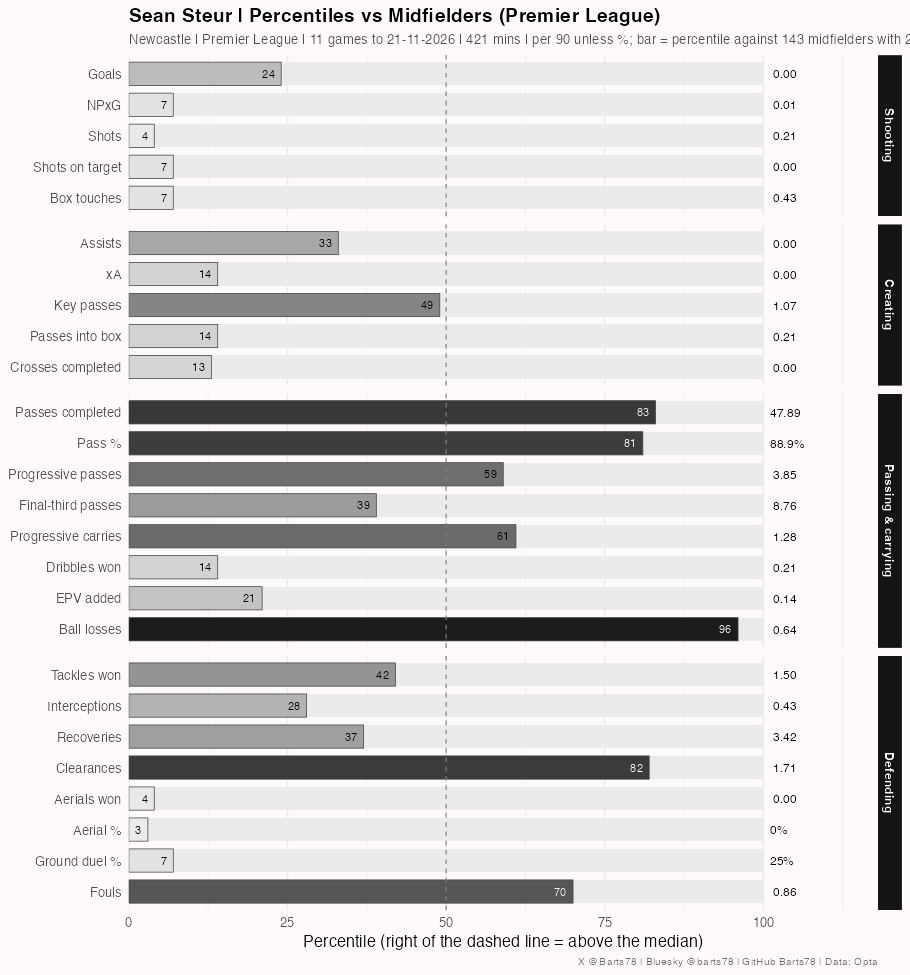 Sean Steur | Percentiles vs Midfielders (Premier League)
Newcastle | Premier League | 11 games to 21-11-2026 | 421 mins | per 90 unless %; bar = percentile against 143 midfielders with 2
Goals 24 0.00
NPxG 7 0.01
Shots 4 0.21
Shots on target 7 0.00
Box touches 7 0.43
Shooting
Assists 33 0.00
xA 14 0.00
Key passes 49 1.07
Passes into box 14 0.21
Crosses completed 13 0.00
Creating
Passes completed 83 47.89
Pass % 81 88.9%
Progressive passes 59 3.85
Final-third passes 39 8.76
Progressive carries 61 1.28
Dribbles won 14 0.21
EPV added 21 0.14
Ball losses 96 0.64
Passing & carrying
Tackles won 42 1.50
Interceptions 28 0.43
Recoveries 37 3.42
Clearances 82 1.71
Aerials won 4 0.00
Aerial % 3 0%
Ground duel % 7 25%
Fouls 70 0.86
Defending
0 25 50 75 100
Percentile (right of the dashed line = above the median)
X @Barts78 | Bluesky @barts78 | GitHub Barts78 | Data: Opta